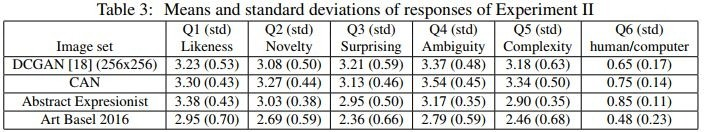 Table 3: Means and standard deviations of responses of Experiment II
Q1 (std) Q2 (std) Q3 (std) Q4 (std) Q5 (std) Q6 (std)
Image set Likeness Novelty Surprising Ambiguity Complexity human/computer
DCGAN [18] (256x256) 3.23 (0.53) 3.08 (0.50) 3.21 (0.59) 3.37 (0.48) 3.18 (0.63) 0.65 (0.17)
CAN 3.30 (0.43) 3.27 (0.44) 3.13 (0.46) 3.54 (0.45) 3.34 (0.50) 0.75 (0.14)
Abstract Expresionist 3.38 (0.43) 3.03 (0.38) 2.95 (0.50) 3.17 (0.35) 2.90 (0.35) 0.85 (0.11)
Art Basel 2016 2.95 (0.70) 2.69 (0.59) 2.36 (0.66) 2.79 (0.59) 2.46 (0.68) 0.48 (0.23)